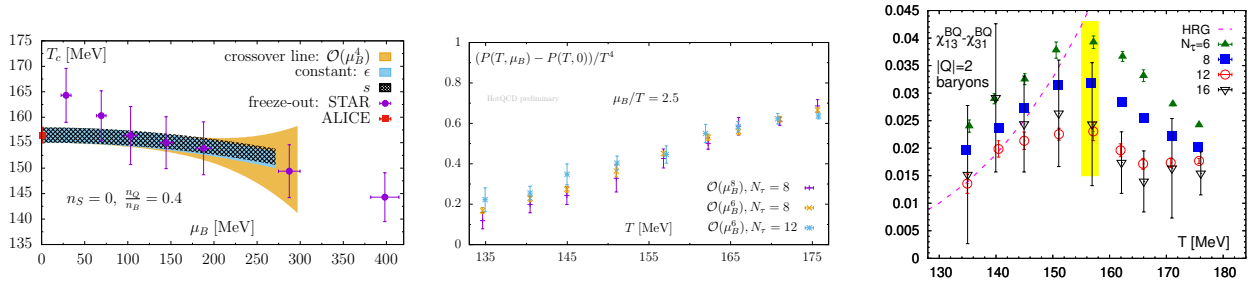 T_c [MeV]
crossover line: 𝒪(μ_B^4)
constant: ϵ
s
freeze-out: STAR
ALICE
n_S = 0, n_Q/n_B = 0.4
175
170
165
160
155
150
145
140
135
0 50 100 150 200 250 300 350 400
μ_B [MeV]
(P(T, μ_B) − P(T, 0))/T^4
HotQCD preliminary
μ_B/T = 2.5
𝒪(μ_B^8), N_τ = 8
𝒪(μ_B^6), N_τ = 8
𝒪(μ_B^6), N_τ = 12
1
0.8
0.6
0.4
0.2
0
135 145 155 165 175
T [MeV]
χ_13^BQ-χ_31^BQ
|Q|=2
baryons
HRG
N_τ=6
8
12
16
0.045
0.04
0.035
0.03
0.025
0.02
0.015
0.01
0.005
0
130 140 150 160 170 180
T [MeV]